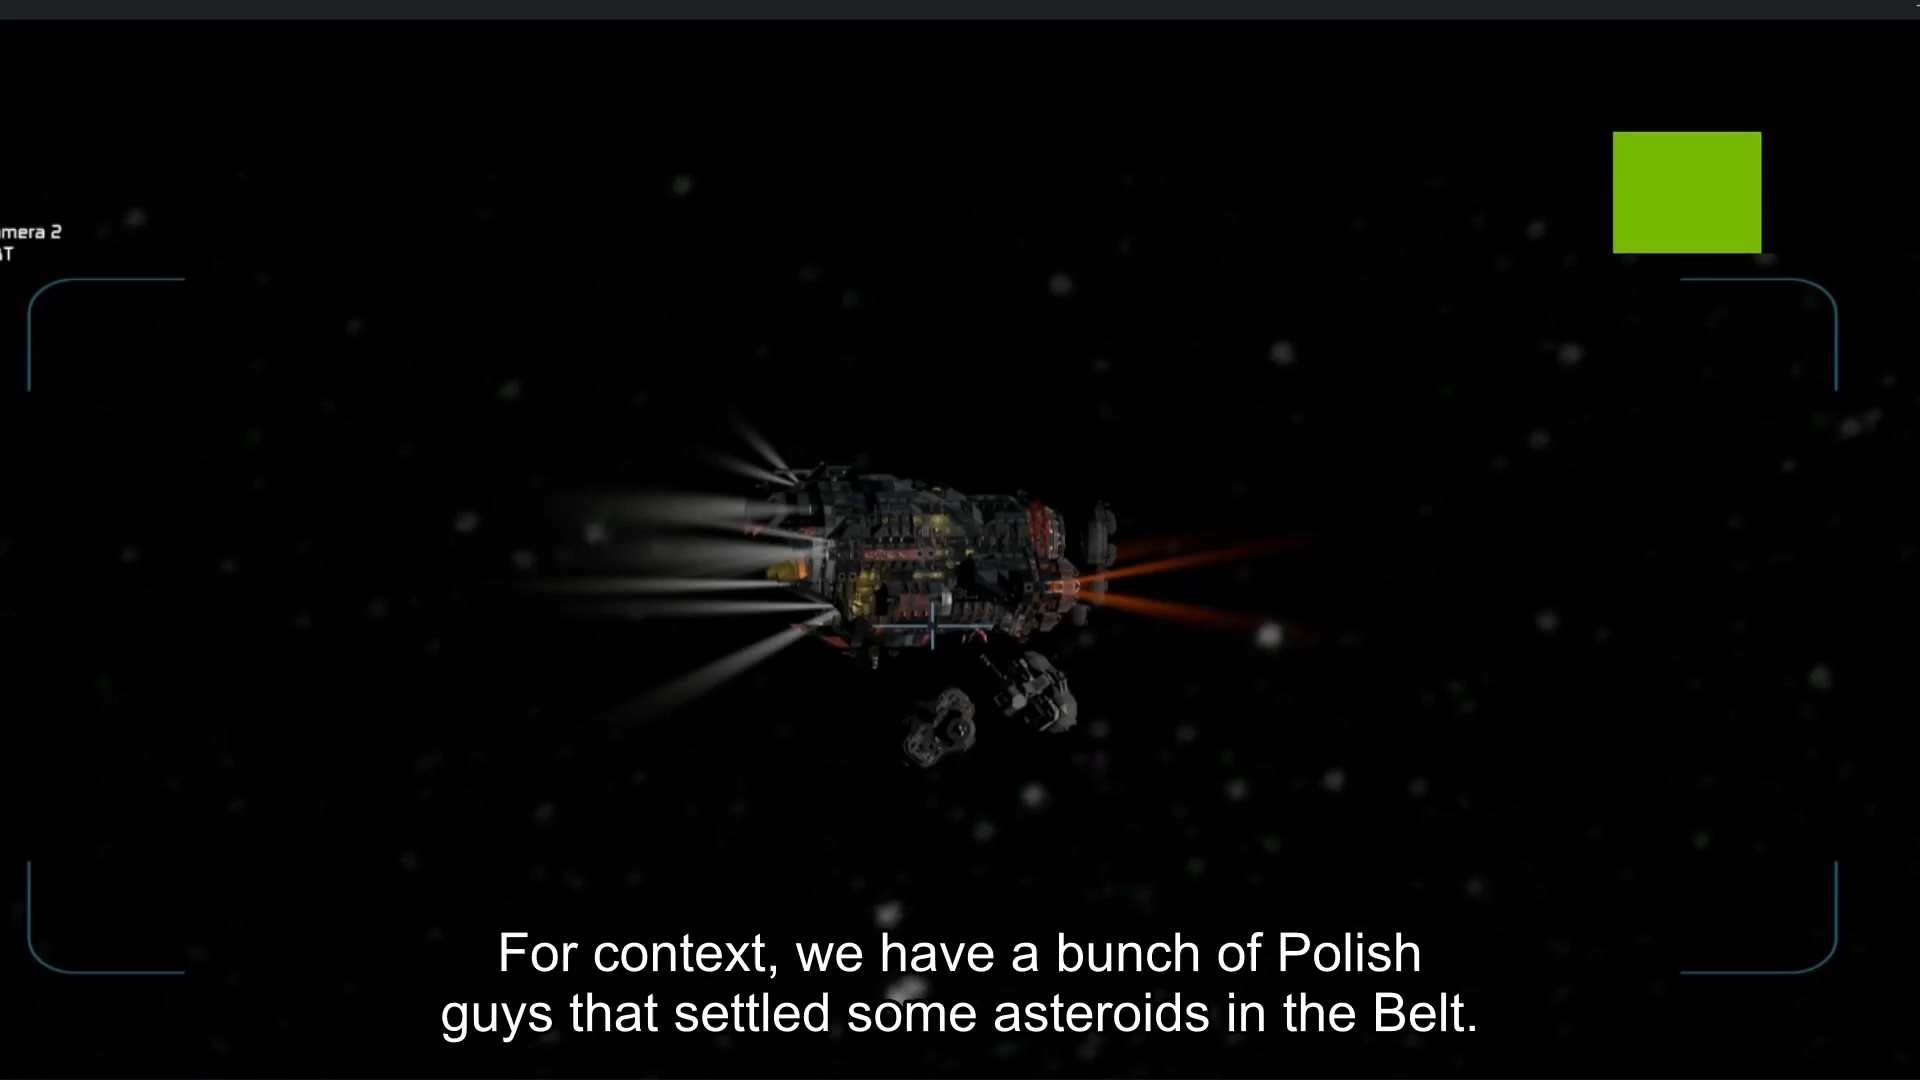 mera 2
T
For context, we have a bunch of Polish
guys that settled some asteroids in the Belt.